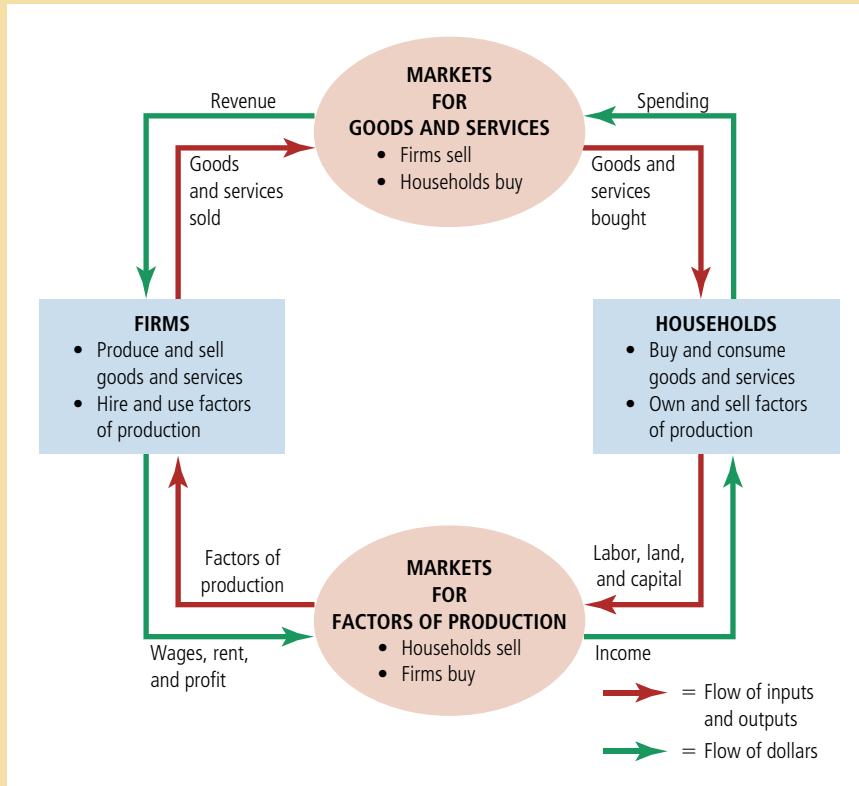 MARKETS
FOR
GOODS AND SERVICES
• Firms sell
• Households buy
Revenue
Spending
Goods
and services
sold
Goods and
services
bought
FIRMS
• Produce and sell
goods and services
• Hire and use factors
of production
HOUSEHOLDS
• Buy and consume
goods and services
• Own and sell factors
of production
Factors of
production
Labor, land,
and capital
MARKETS
FOR
FACTORS OF PRODUCTION
• Households sell
• Firms buy
Wages, rent,
and profit
Income
= Flow of inputs
and outputs
= Flow of dollars